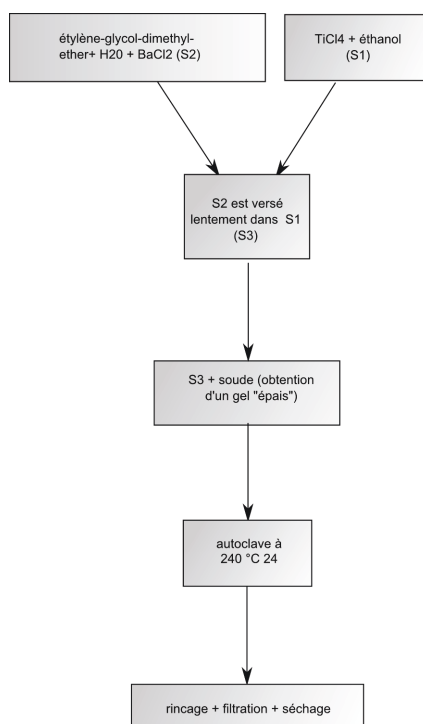 étylène-glycol-dimethyl-
ether+ H20 + BaCl2 (S2)
TiCl4 + éthanol
(S1)
S2 est versé
lentement dans S1
(S3)
S3 + soude (obtention
d'un gel "épais")
autoclave à
240 °C 24
rincage + filtration + séchage